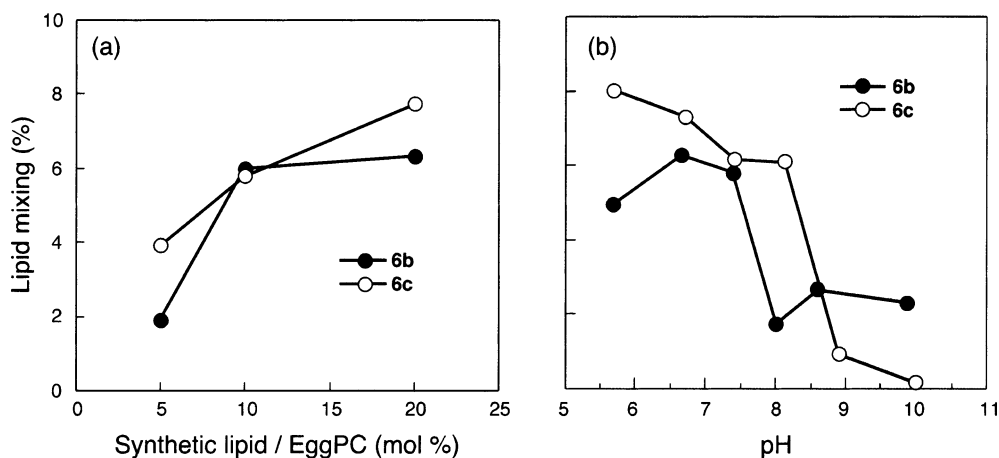 (a)
10
8
6
4
2
0
Lipid mixing (%)
6b
6c
0 5 10 15 20 25
Synthetic lipid / EggPC (mol %)
(b)
6b
6c
5 6 7 8 9 10 11
pH